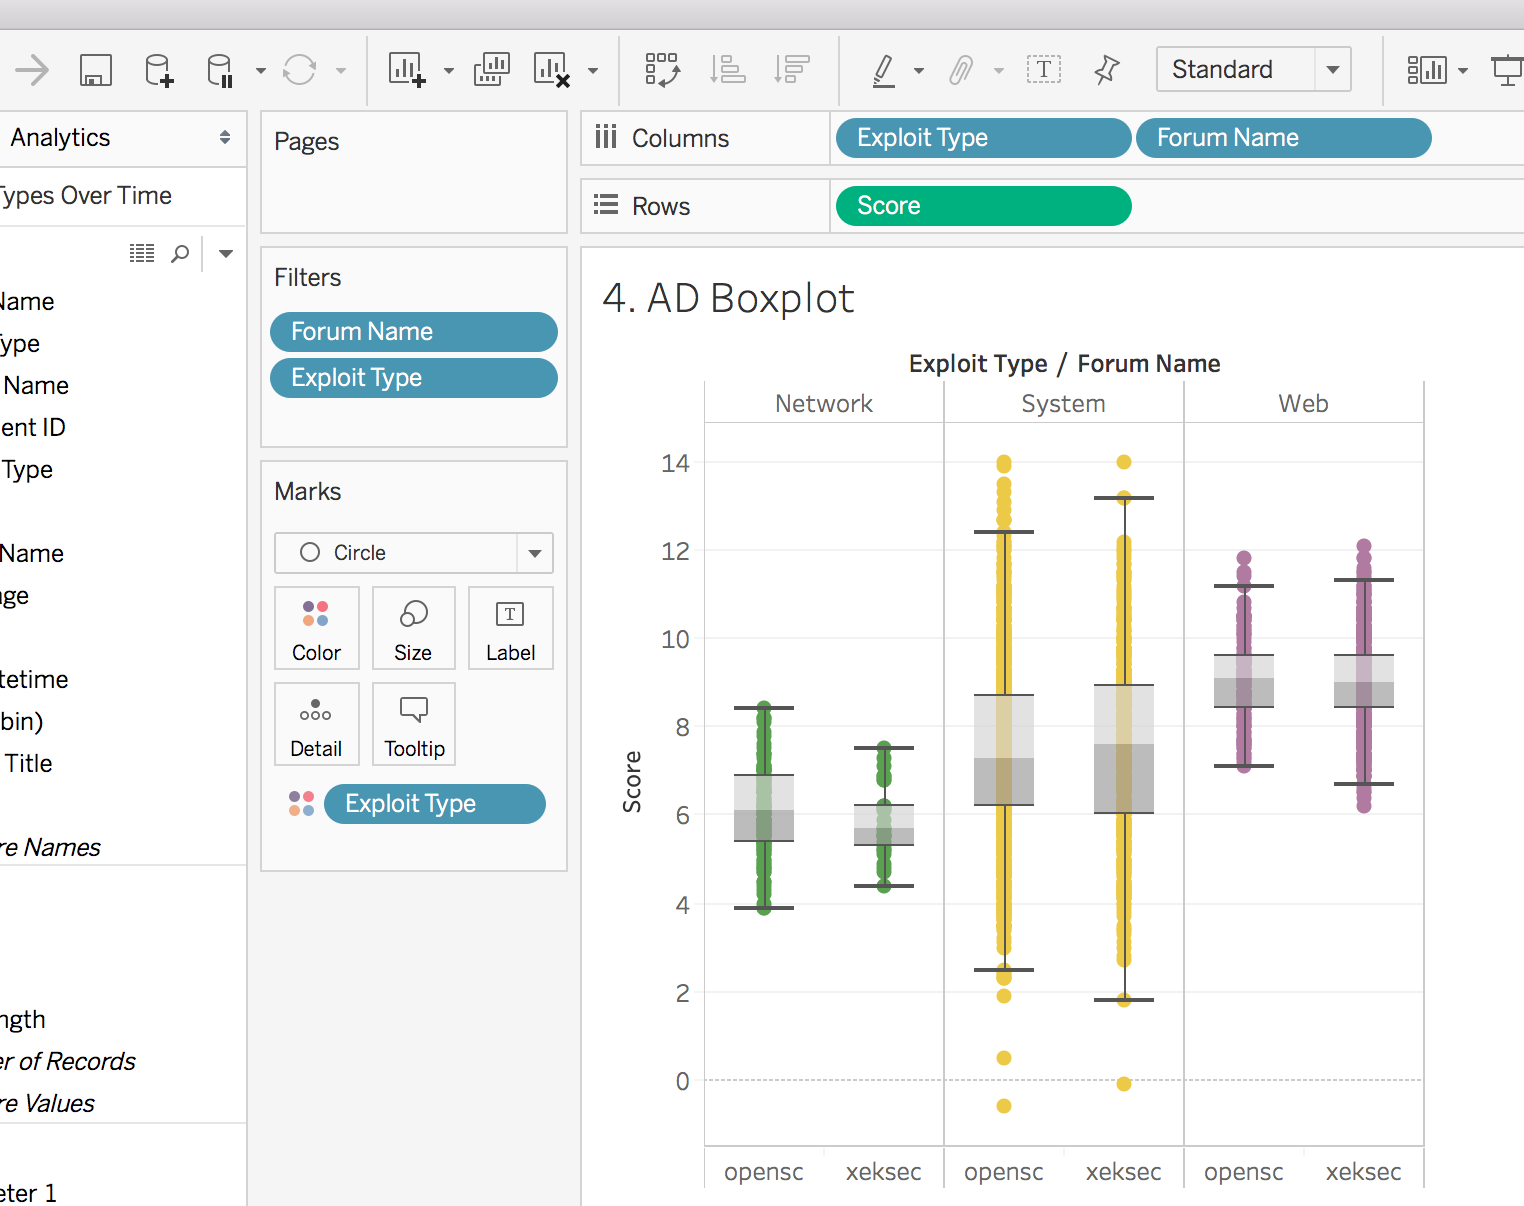 Standard
Analytics
Types Over Time
Name
Type
Name
ent ID
Type
Name
age
tetime
bin)
Title
re Names
ngth
er of Records
re Values
eter 1
Pages
Filters
Forum Name
Exploit Type
Marks
Circle
Color Size T Label
Detail Tooltip
Exploit Type
Columns Exploit Type Forum Name
Rows Score
4. AD Boxplot
Exploit Type / Forum Name
Network System Web
Score
14
12
10
8
6
4
2
0
opensc xeksec opensc xeksec opensc xeksec